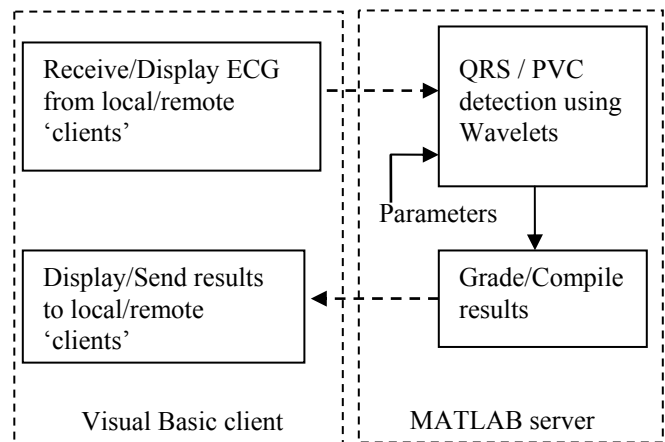 Receive/Display ECG
from local/remote
‘clients’
QRS / PVC
detection using
Wavelets
Parameters
Display/Send results
to local/remote
‘clients’
Grade/Compile
results
Visual Basic client
MATLAB server